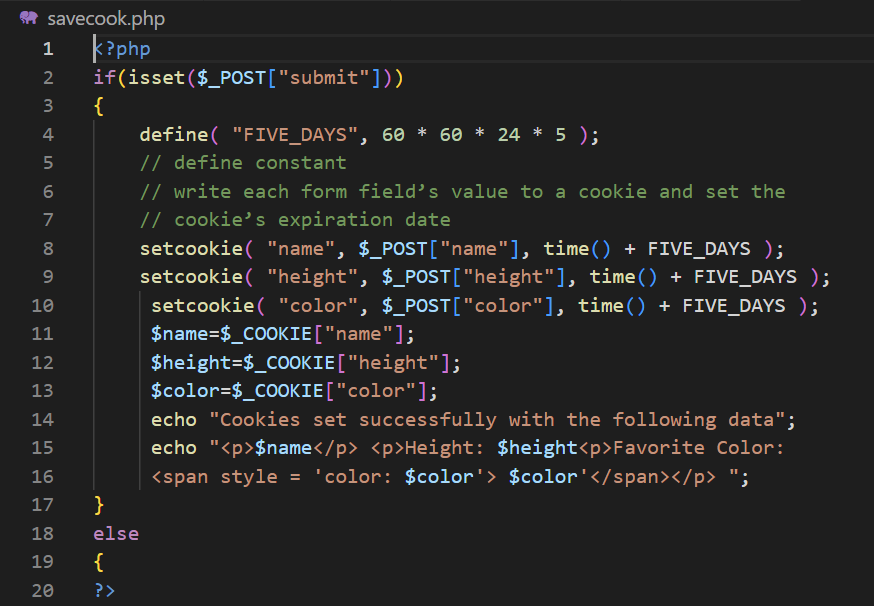 savecook.php
1 <?php
2 if(isset($_POST["submit"]))
3 {
4     define( "FIVE_DAYS", 60 * 60 * 24 * 5 );
5     // define constant
6     // write each form field’s value to a cookie and set the
7     // cookie’s expiration date
8     setcookie( "name", $_POST["name"], time() + FIVE_DAYS );
9     setcookie( "height", $_POST["height"], time() + FIVE_DAYS );
10      setcookie( "color", $_POST["color"], time() + FIVE_DAYS );
11      $name=$_COOKIE["name"];
12      $height=$_COOKIE["height"];
13      $color=$_COOKIE["color"];
14      echo "Cookies set successfully with the following data";
15      echo "<p>$name</p> <p>Height: $height<p>Favorite Color:
16      <span style = 'color: $color'> $color'</span></p> ";
17 }
18 else
19 {
20 ?>